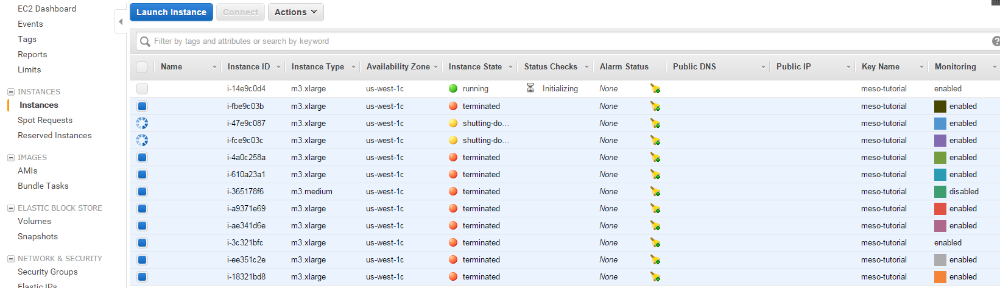 EC2 Dashboard
Events
Tags
Reports
Limits
INSTANCES
Instances
Spot Requests
Reserved Instances
IMAGES
AMIs
Bundle Tasks
ELASTIC BLOCK STORE
Volumes
Snapshots
NETWORK & SECURITY
Security Groups
Elastic IPs
Launch Instance Connect Actions
Filter by tags and attributes or search by keyword
Name Instance ID Instance Type Availability Zone Instance State Status Checks Alarm Status Public DNS Public IP Key Name Monitoring
i-14e9c0d4 m3.xlarge us-west-1c running Initializing None meso-tutorial enabled
i-fbe9c03b m3.xlarge us-west-1c terminated None meso-tutorial enabled
i-47e9c087 m3.xlarge us-west-1c shutting-do... None meso-tutorial enabled
i-fce9c03c m3.xlarge us-west-1c shutting-do... None meso-tutorial enabled
i-4a0c258a m3.xlarge us-west-1c terminated None meso-tutorial enabled
i-610a23a1 m3.xlarge us-west-1c terminated None meso-tutorial enabled
i-365178f6 m3.medium us-west-1c terminated None meso-tutorial disabled
i-a9371e69 m3.xlarge us-west-1c terminated None meso-tutorial enabled
i-ae341d6e m3.xlarge us-west-1c terminated None meso-tutorial enabled
i-3c321bfc m3.xlarge us-west-1c terminated None meso-tutorial enabled
i-ee351c2e m3.xlarge us-west-1c terminated None meso-tutorial enabled
i-18321bd8 m3.xlarge us-west-1c terminated None meso-tutorial enabled